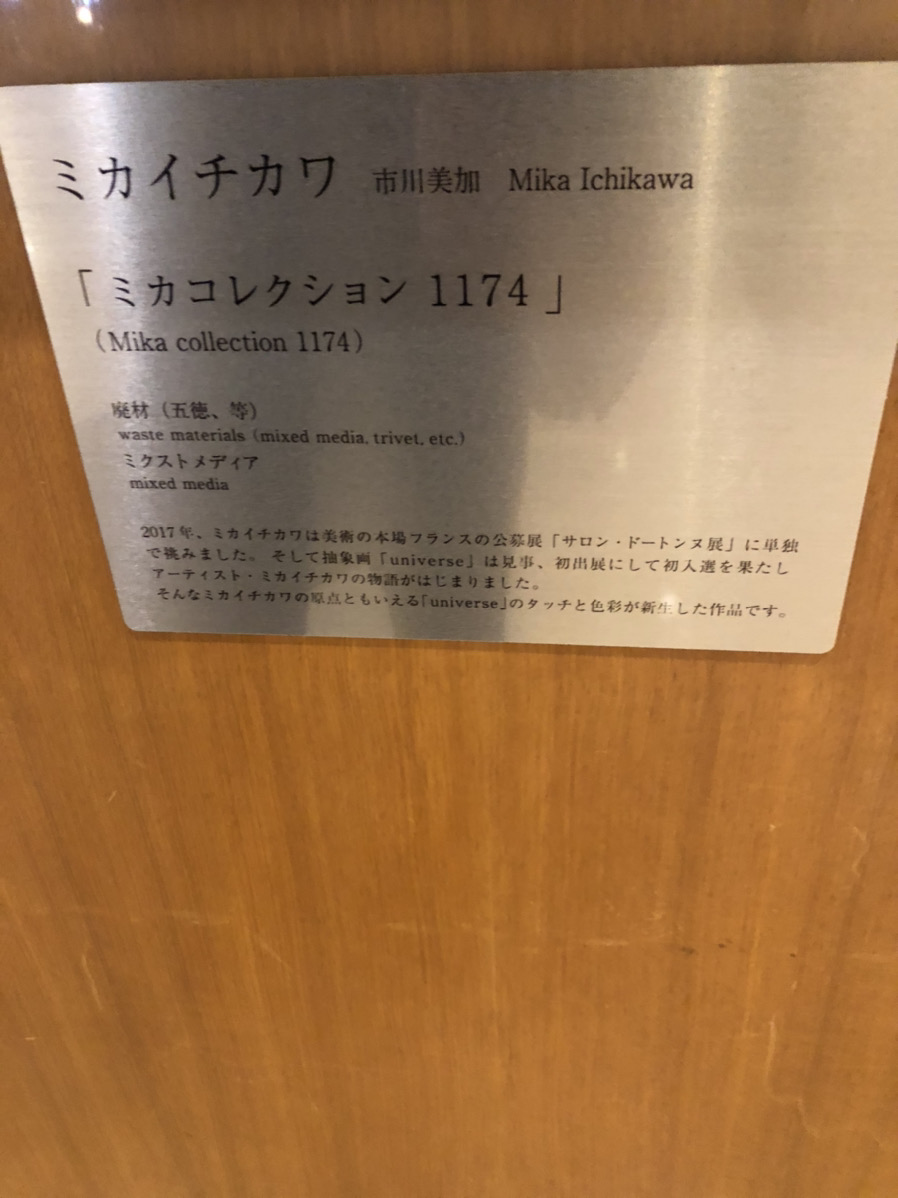 ミカイチカワ 市川美加 Mika Ichikawa
「ミカコレクション 1174」
（Mika collection 1174）
廃材（五徳、等）
waste materials（mixed media, trivet, etc.）
ミクストメディア
mixed media
2017年、ミカイチカワは美術の本場フランスの公募展「サロン・ドートンヌ展」に単独
で挑みました。 そして抽象画「universe」は見事、初出展にして初入選を果たし
アーティスト・ミカイチカワの物語がはじまりました。
そんなミカイチカワの原点ともいえる「universe」のタッチと色彩が新生した作品です。